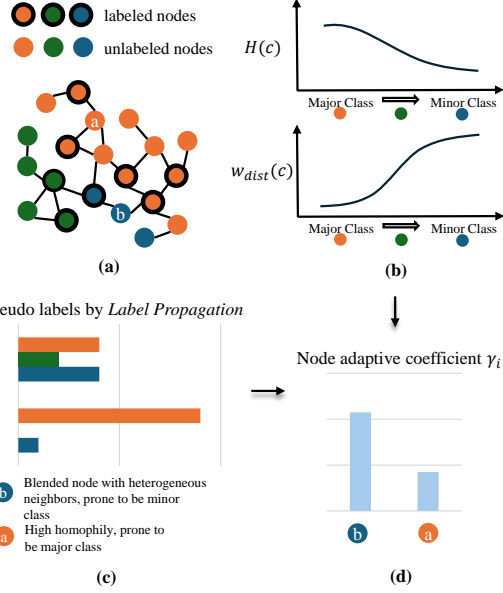 labeled nodes
unlabeled nodes
a
b
(a)
H(c)
Major Class
Minor Class
w_dist(c)
Major Class
Minor Class
(b)
eudo labels by Label Propagation
b
Blended node with heterogeneous
neighbors, prone to be minor
class
a
High homophily, prone to
be major class
(c)
Node adaptive coefficient γ_i
b
a
(d)